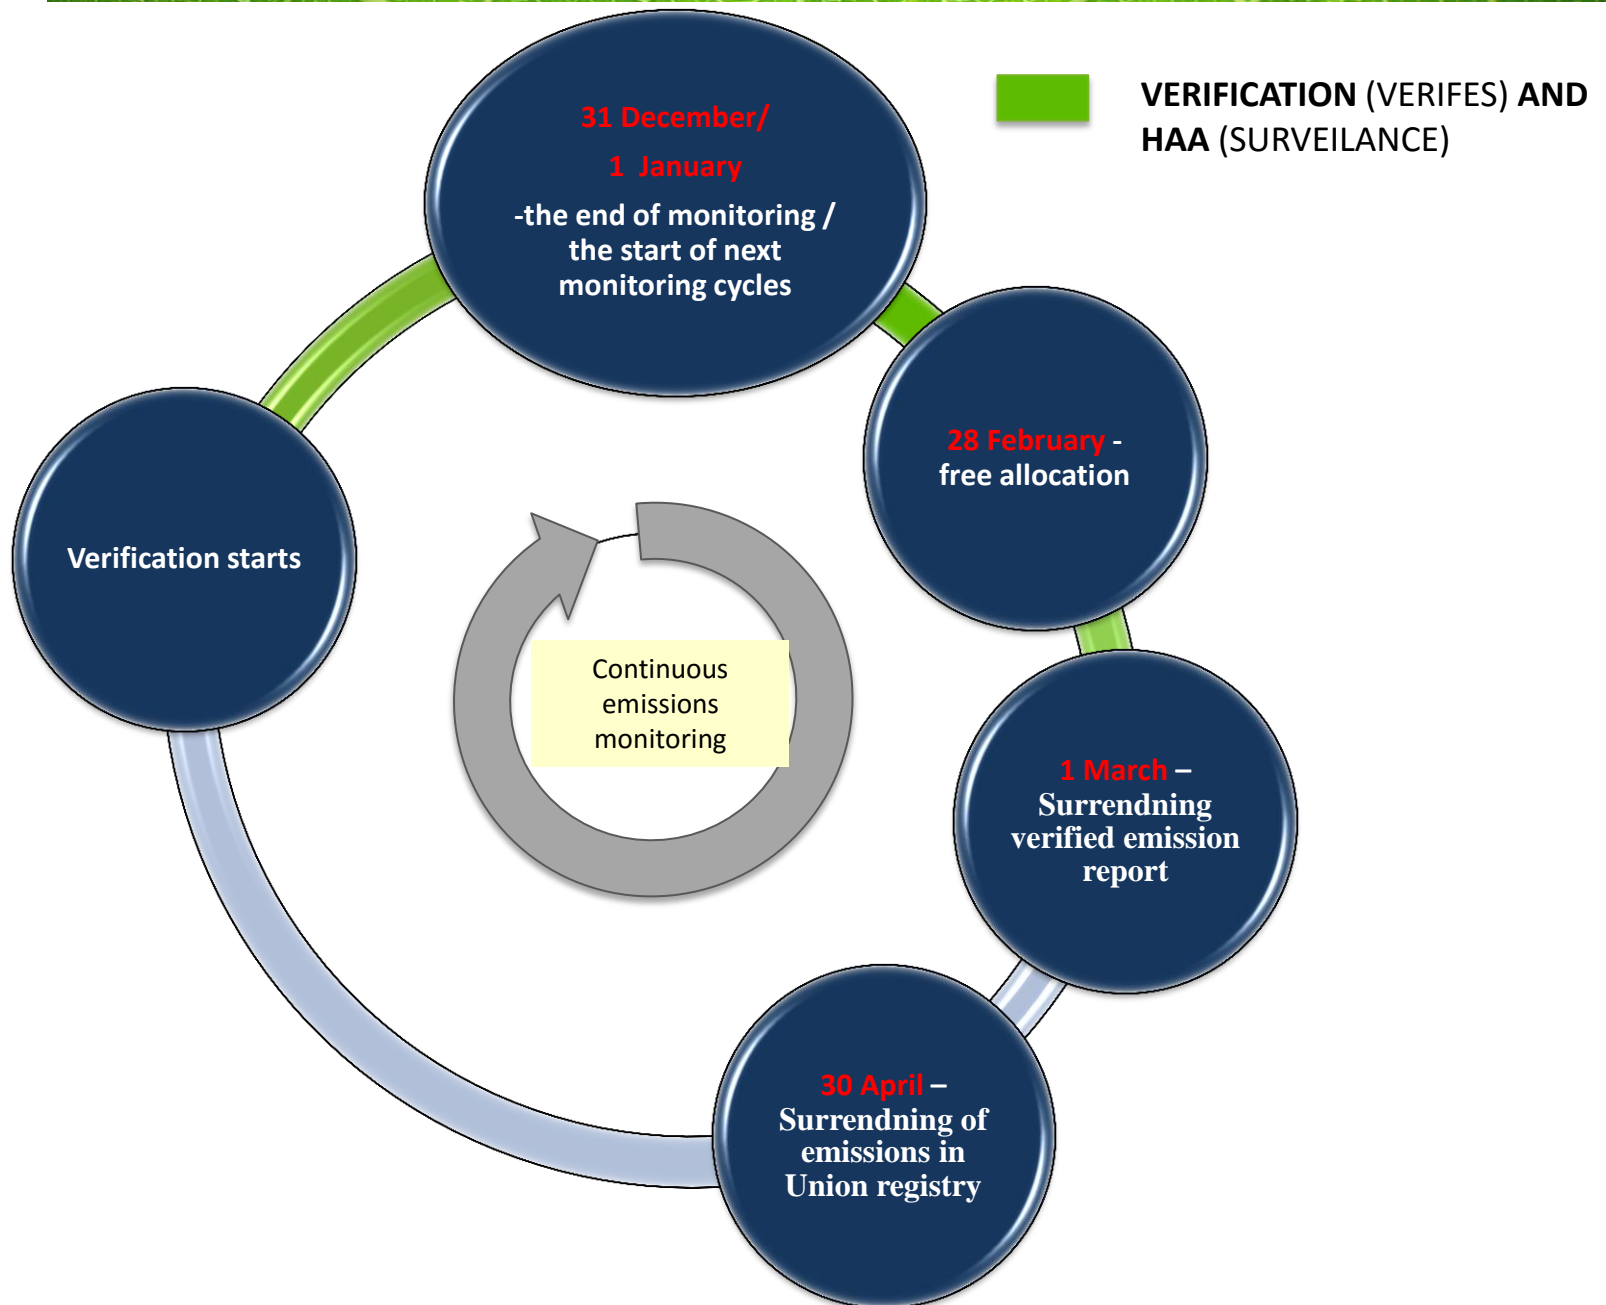 VERIFICATION (VERIFES) AND
HAA (SURVEILANCE)
31 December/
1 January
-the end of monitoring /
the start of next
monitoring cycles
28 February -
free allocation
1 March –
Surrendning
verified emission
report
30 April –
Surrendning of
emissions in
Union registry
Verification starts
Continuous
emissions
monitoring